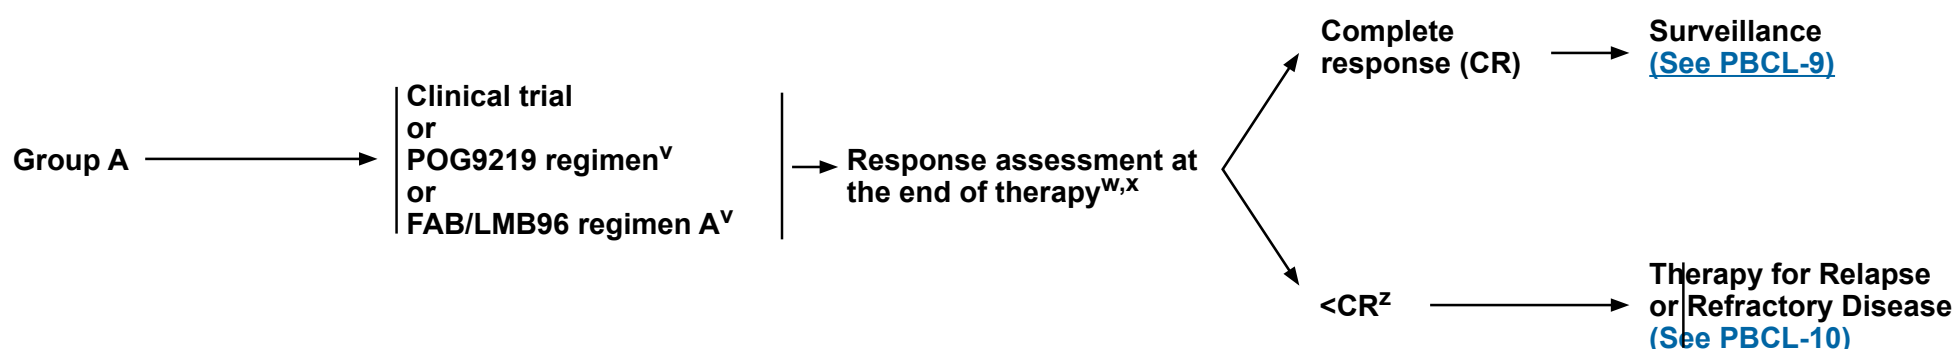 Group A
Clinical trial
or
POG9219 regimenᵛ
or
FAB/LMB96 regimen Aᵛ
Response assessment at
the end of therapyʷ,ˣ
Complete
response (CR)
Surveillance
(See PBCL-9)
<CRᶻ
Therapy for Relapse
or Refractory Disease
(See PBCL-10)